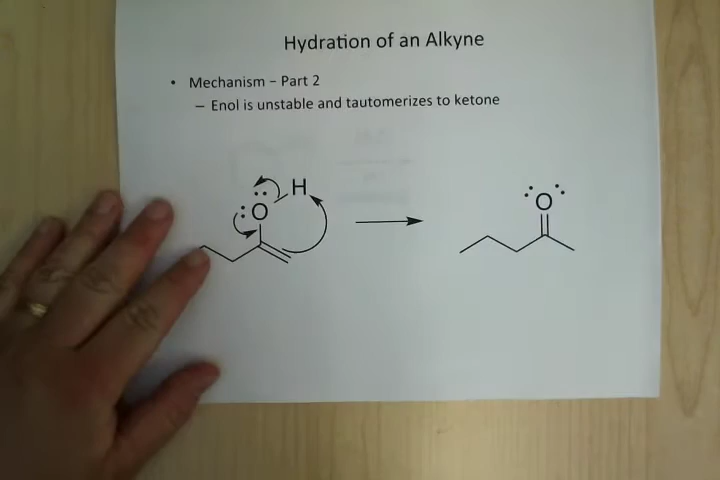 Hydration of an Alkyne
• Mechanism – Part 2
– Enol is unstable and tautomerizes to ketone
H
:O
O